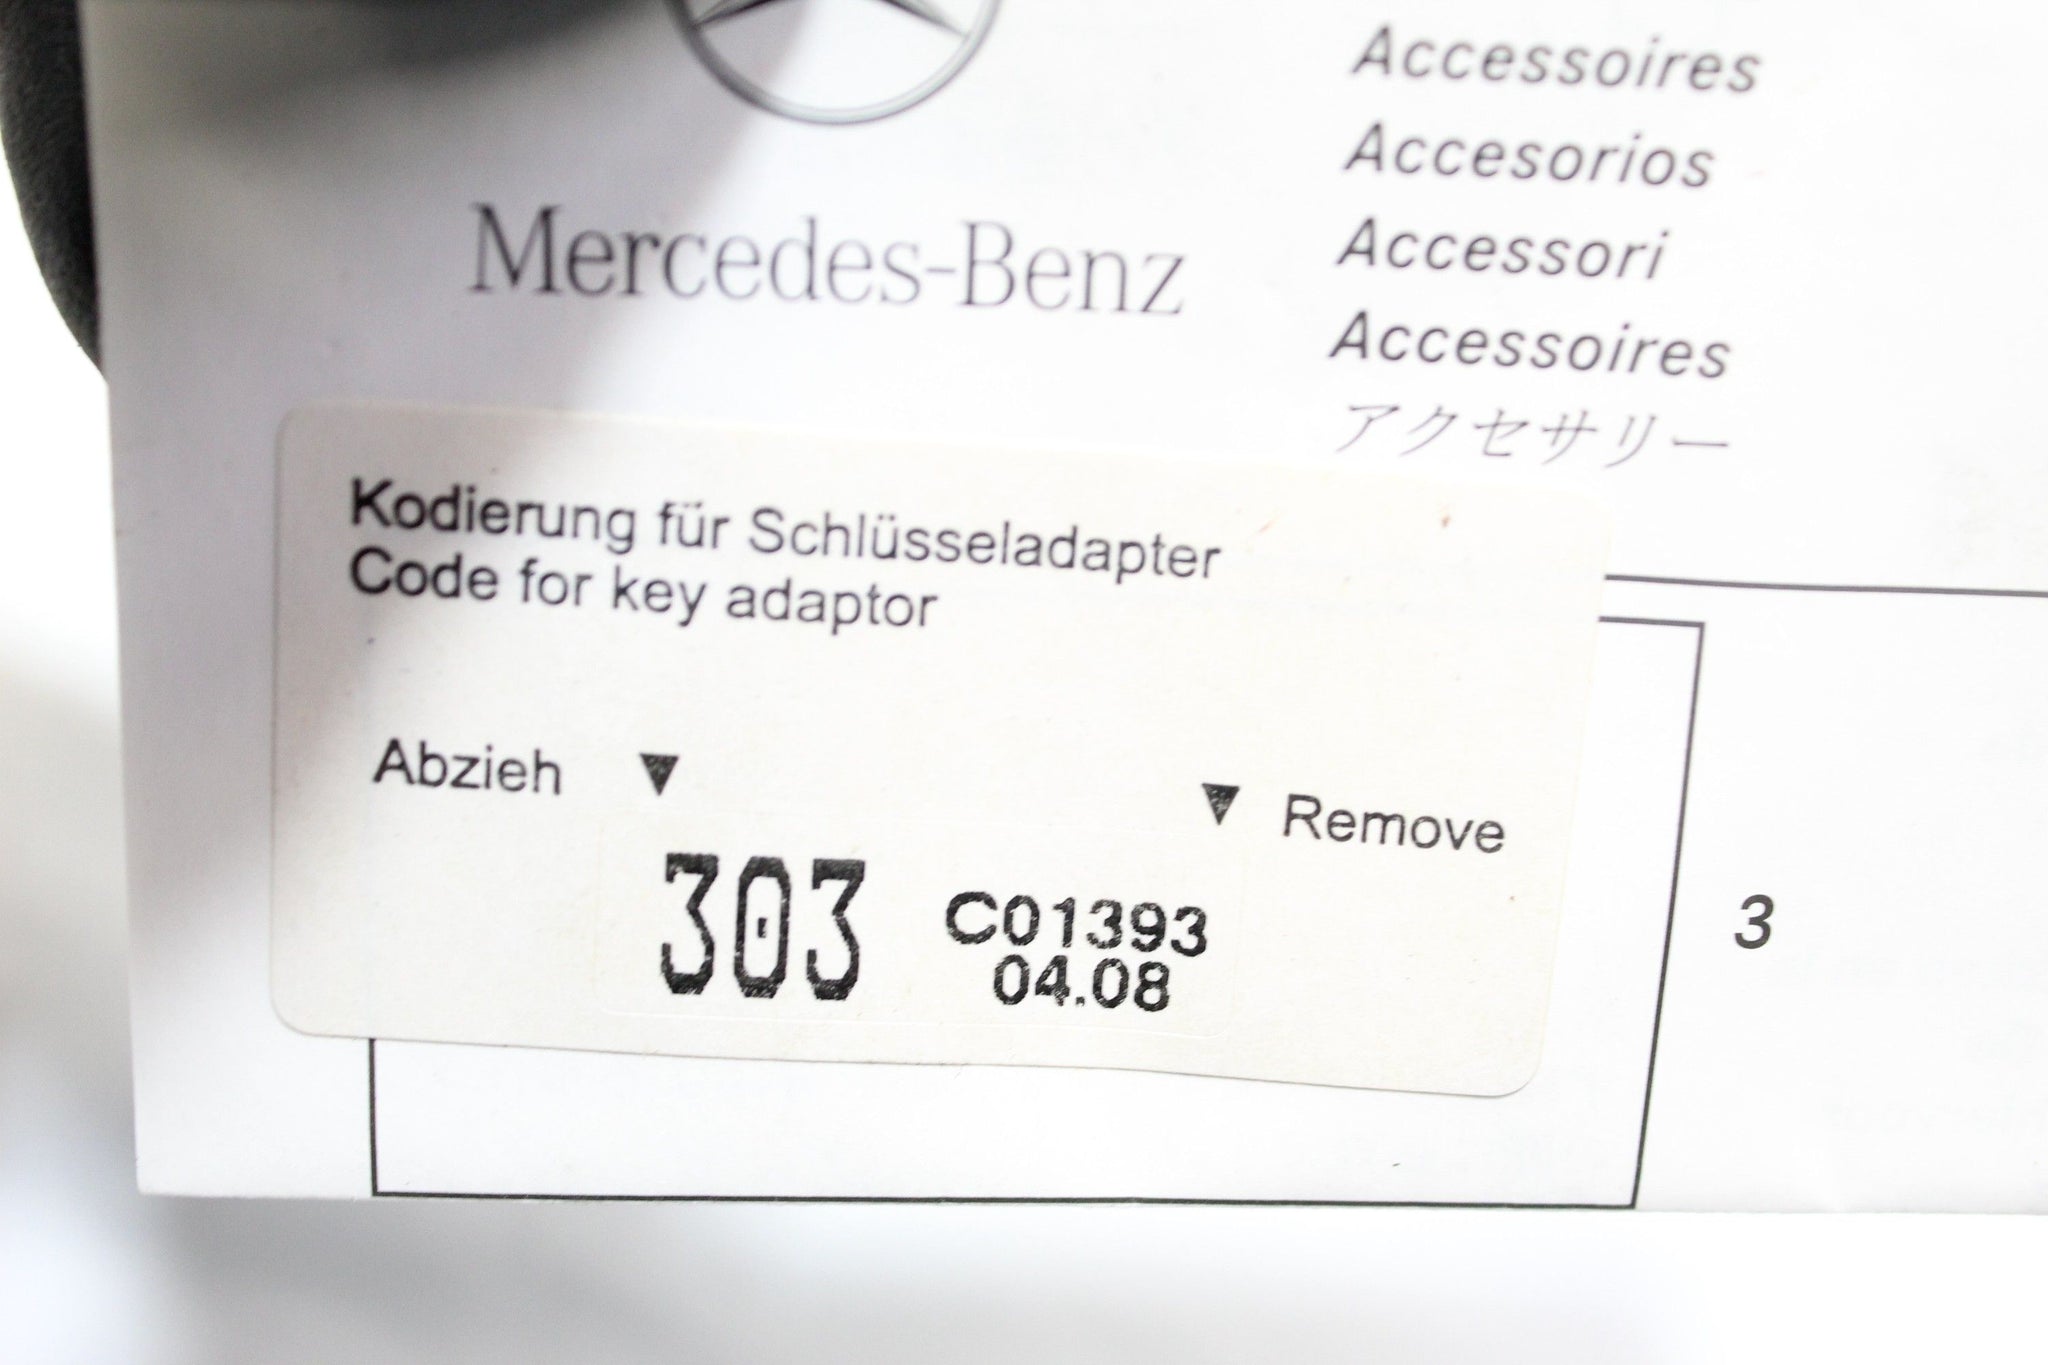 Mercedes-Benz
Accessoires
Accesorios
Accessori
Accessoires
アクセサリー
Kodierung für Schlüsseladapter
Code for key adaptor
Abzieh ▼ ▼ Remove
303 C01393
04.08
3